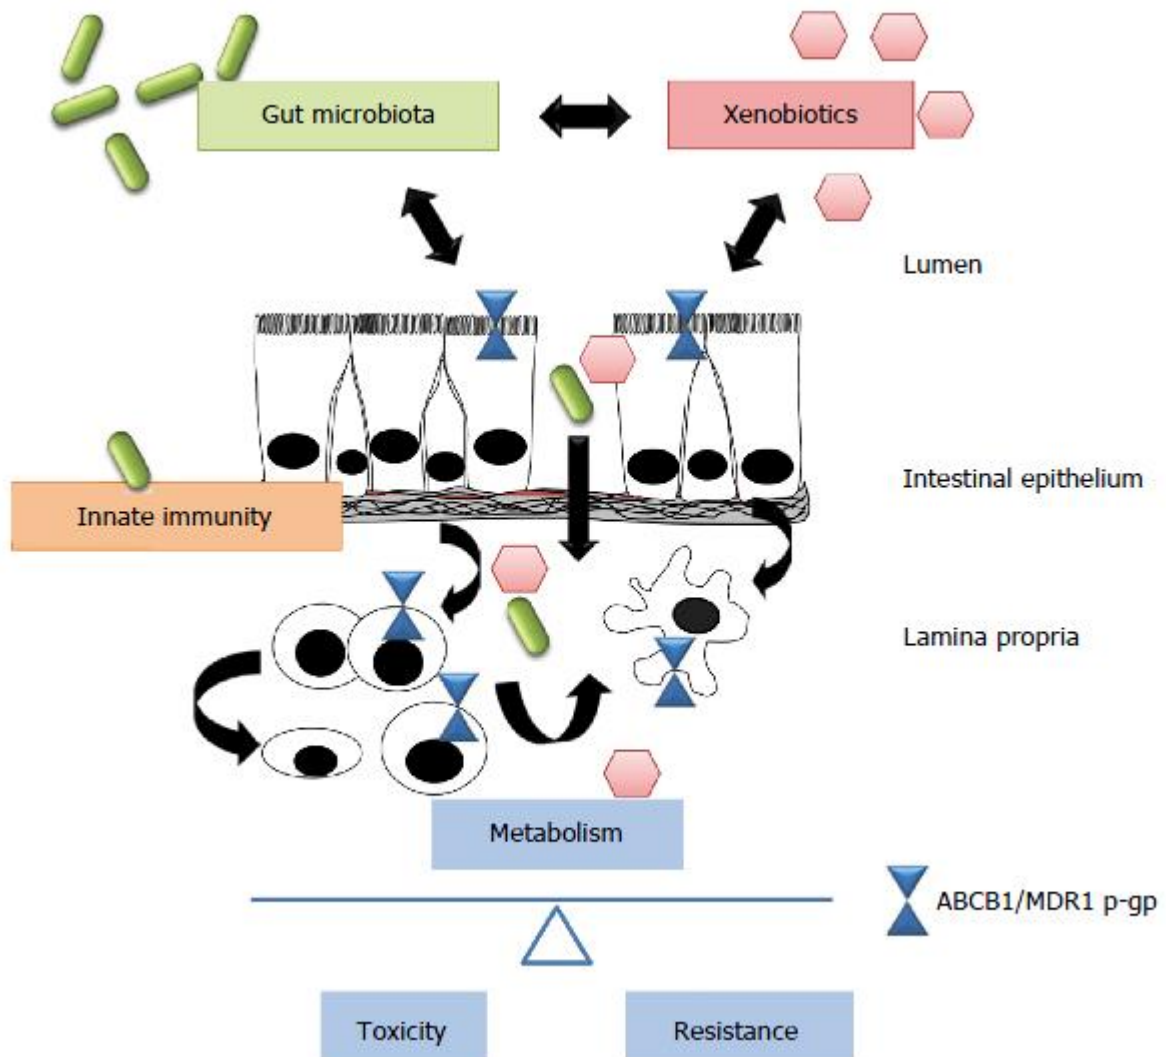 Gut microbiota
Xenobiotics
Lumen
Intestinal epithelium
Innate immunity
Lamina propria
Metabolism
ABCB1/MDR1 p-gp
Toxicity
Resistance